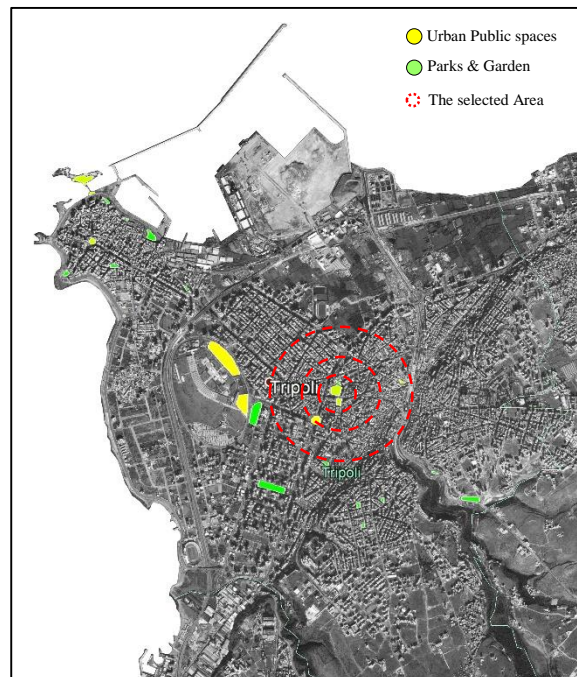 Urban Public spaces
Parks & Garden
The selected Area
Tripoli
Tripoli